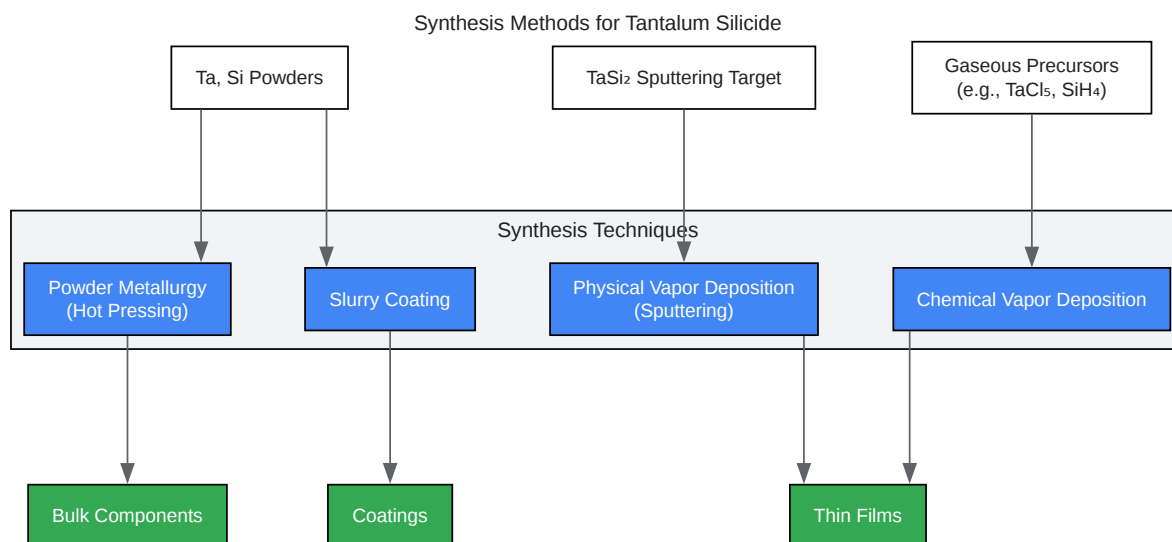 Synthesis Methods for Tantalum Silicide
Ta, Si Powders
TaSi₂ Sputtering Target
Gaseous Precursors
(e.g., TaCl₅, SiH₄)
Synthesis Techniques
Powder Metallurgy
(Hot Pressing)
Slurry Coating
Physical Vapor Deposition
(Sputtering)
Chemical Vapor Deposition
Bulk Components
Coatings
Thin Films